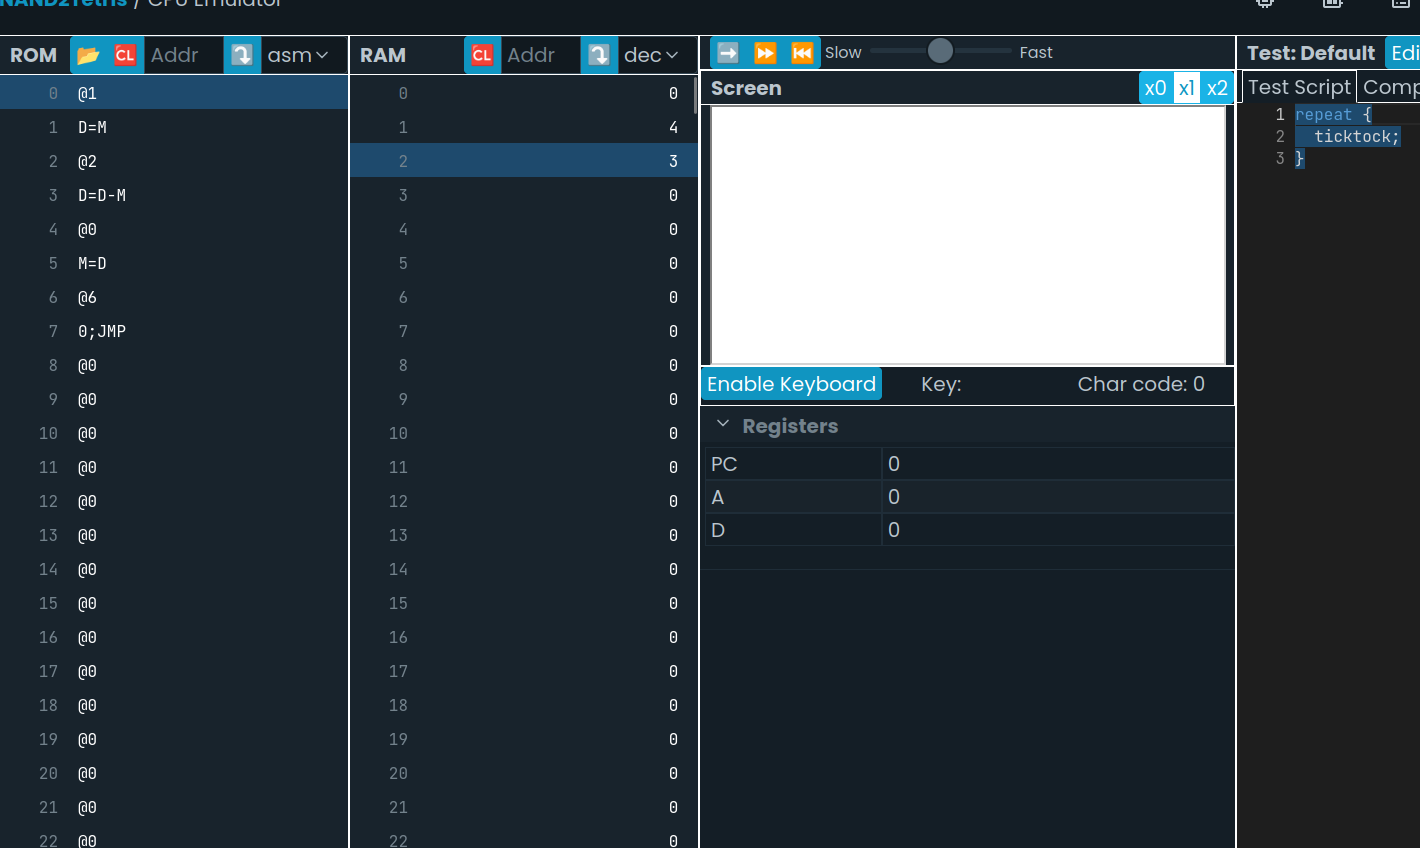 NAND2Tetris / CPU Emulator
ROM CL Addr asm
0 @1
1 D=M
2 @2
3 D=D-M
4 @0
5 M=D
6 @6
7 0;JMP
8 @0
9 @0
10 @0
11 @0
12 @0
13 @0
14 @0
15 @0
16 @0
17 @0
18 @0
19 @0
20 @0
21 @0
22 @0
RAM CL Addr dec
0 0
1 4
2 3
3 0
4 0
5 0
6 0
7 0
8 0
9 0
10 0
11 0
12 0
13 0
14 0
15 0
16 0
17 0
18 0
19 0
20 0
21 0
22 0
Slow Fast
Screen x0 x1 x2
Enable Keyboard Key: Char code: 0
Registers
PC 0
A 0
D 0
Test: Default Edi
Test Script Comp
1 repeat {
2 ticktock;
3 }